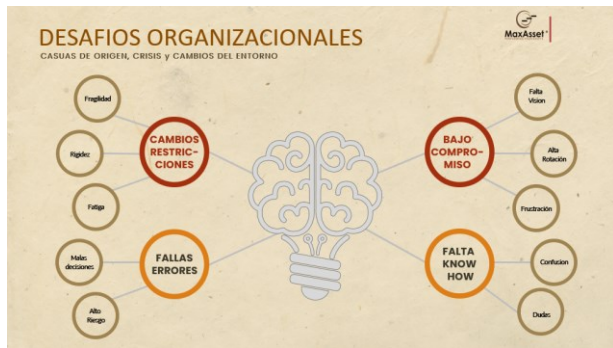 DESAFIOS ORGANIZACIONALES
CASUAS DE ORIGEN, CRISIS y CAMBIOS DEL ENTORNO
MaxAsset
Fragilidad
Rigidez
Fatiga
CAMBIOS
RESTRIC-
CIONES
Malas
decisiones
Alto
Riesgo
FALLAS
ERRORES
BAJO
COMPRO-
MISO
Falta
Vision
Alta
Rotación
Fructración
FALTA
KNOW
HOW
Confusion
Dudas